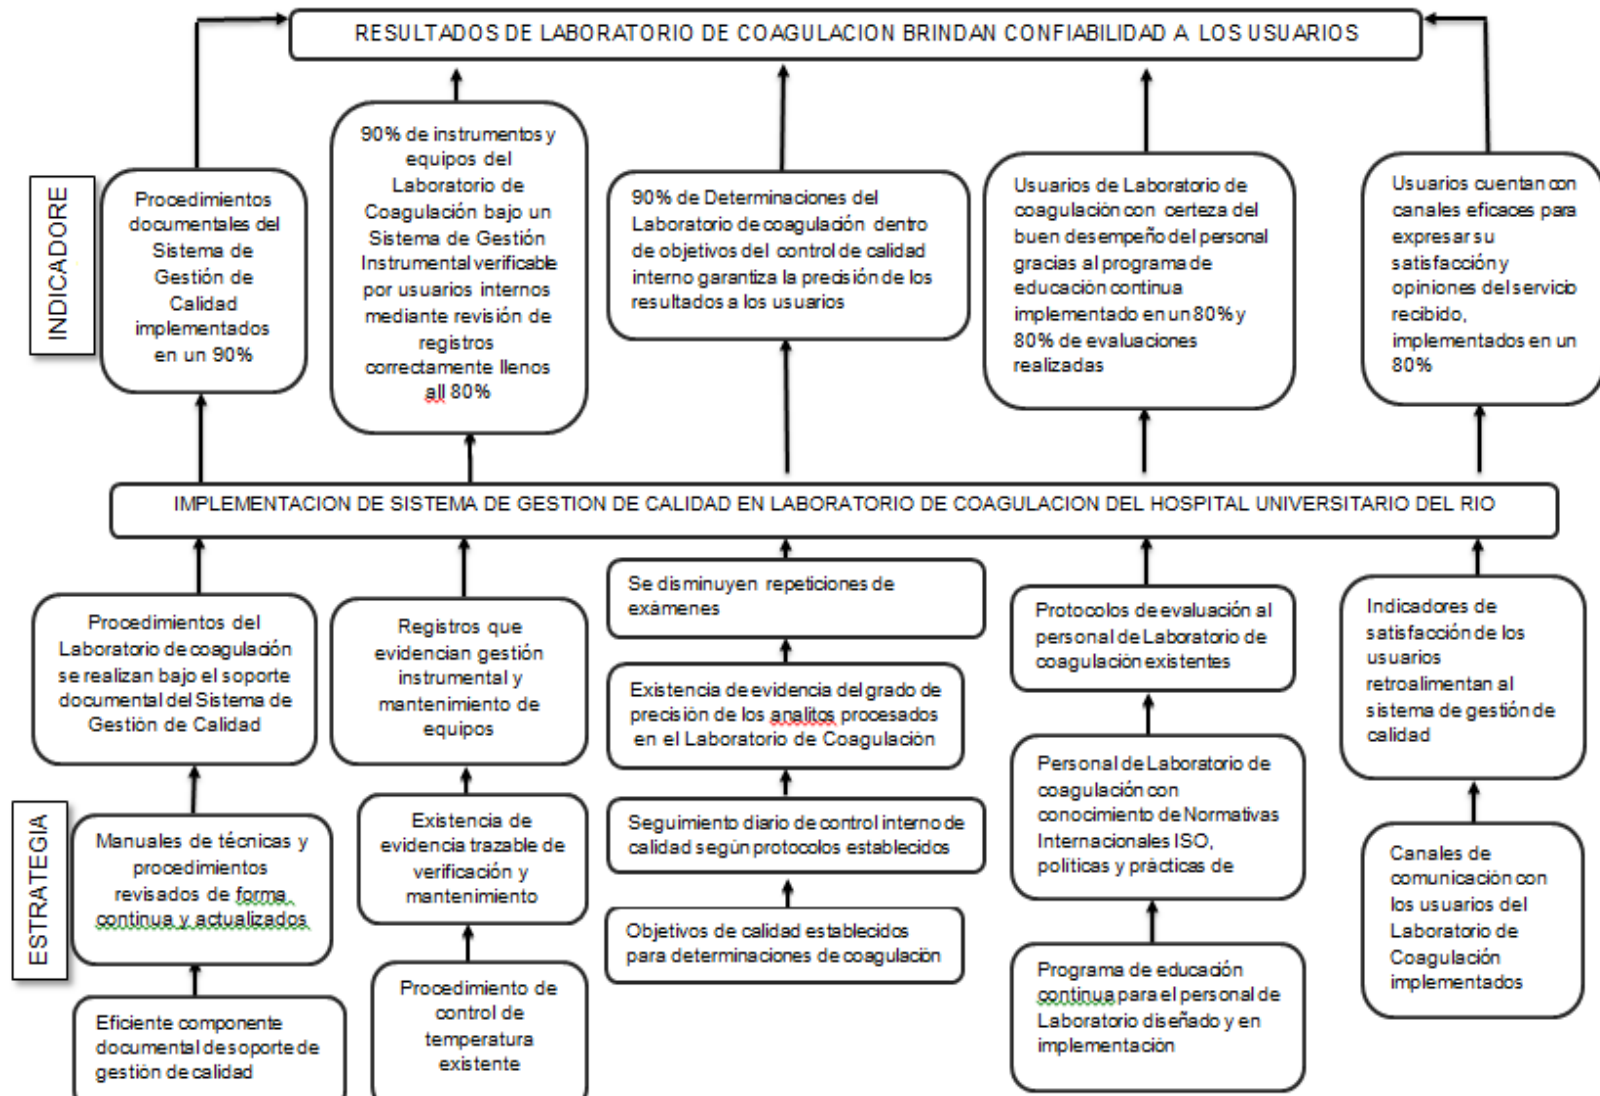 RESULTADOS DE LABORATORIO DE COAGULACION BRINDAN CONFIABILIDAD A LOS USUARIOS
INDICADORE
Procedimientos
documentales del
Sistema de
Gestión de
Calidad
implementados
en un 90%
90% de instrumentos y
equipos del
Laboratorio de
Coagulación bajo un
Sistema de Gestión
Instrumental verificable
por usuarios internos
mediante revisión de
registros
correctamente llenos
all 80%
90% de Determinaciones del
Laboratorio de coagulación dentro
de objetivos del control de calidad
interno garantiza la precisión de los
resultados a los usuarios
Usuarios de Laboratorio de
coagulación con certeza del
buen desempeño del personal
gracias al programa de
educación continua
implementado en un 80% y
80% de evaluaciones
realizadas
Usuarios cuentan con
canales eficaces para
expresar su
satisfacción y
opiniones del servicio
recibido,
implementados en un
80%
IMPLEMENTACION DE SISTEMA DE GESTION DE CALIDAD EN LABORATORIO DE COAGULACION DEL HOSPITAL UNIVERSITARIO DEL RIO
ESTRATEGIA
Procedimientos del
Laboratorio de coagulación
se realizan bajo el soporte
documental del Sistema de
Gestión de Calidad
Manuales de técnicas y
procedimientos
revisados de forma
continua y actualizados
Eficiente componente
documental de soporte de
gestión de calidad
Registros que
evidencian gestión
instrumental y
mantenimiento de
equipos
Existencia de
evidencia trazable de
verificación y
mantenimiento
Procedimiento de
control de
temperatura
existente
Se disminuyen repeticiones de
exámenes
Existencia de evidencia del grado de
precisión de los analitos procesados
en el Laboratorio de Coagulación
Seguimiento diario de control interno de
calidad según protocolos establecidos
Objetivos de calidad establecidos
para determinaciones de coagulación
Protocolos de evaluación al
personal de Laboratorio de
coagulación existentes
Personal de Laboratorio de
coagulación con
conocimiento de Normativas
Internacionales ISO,
políticas y prácticas de
Programa de educación
continua para el personal de
Laboratorio diseñado y en
implementación
Indicadores de
satisfacción de los
usuarios
retroalimentan al
sistema de gestión de
calidad
Canales de
comunicación con
los usuarios del
Laboratorio de
Coagulación
implementados